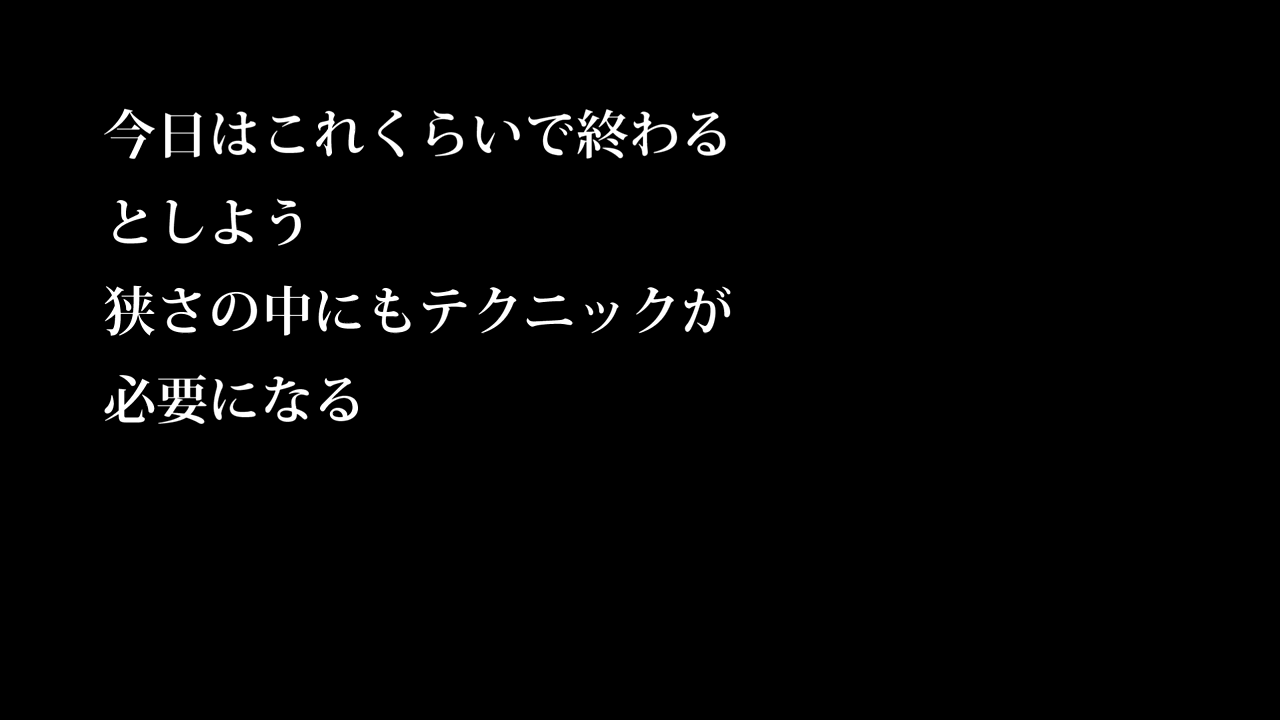 今日はこれくらいで終わる
としよう
狭さの中にもテクニックが
必要になる